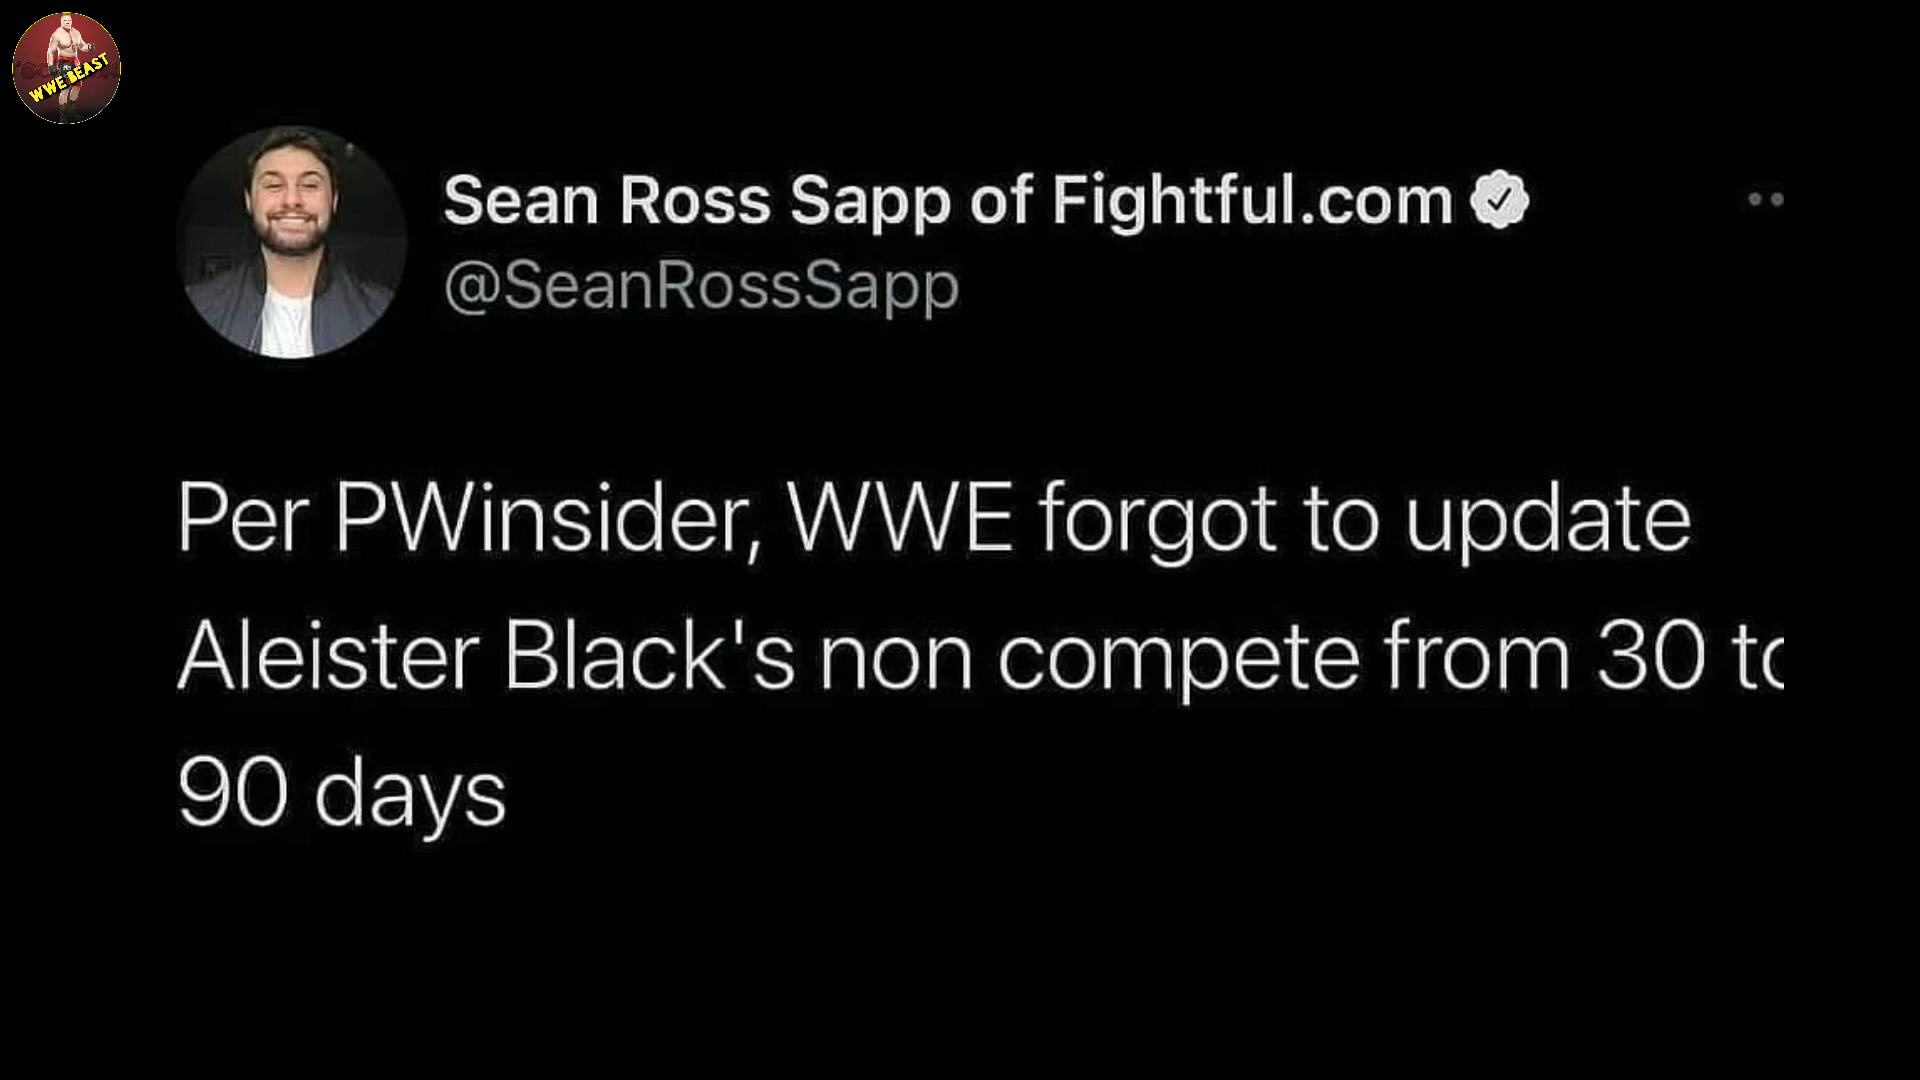 WWE BEAST
Sean Ross Sapp of Fightful.com
@SeanRossSapp
Per PWinsider, WWE forgot to update
Aleister Black's non compete from 30 to
90 days